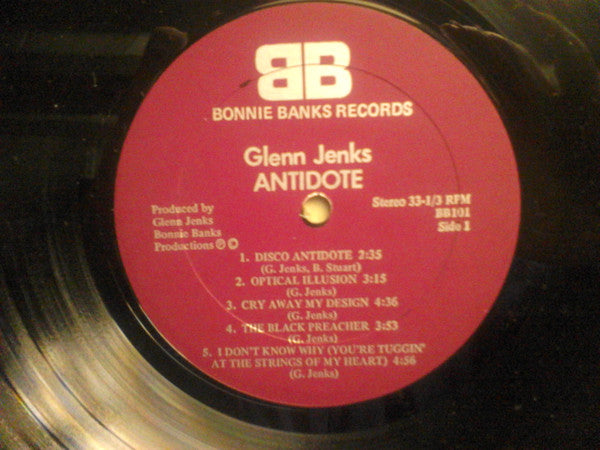 BB
BONNIE BANKS RECORDS
Glenn Jenks
ANTIDOTE
Produced by
Glenn Jenks
Bonnie Banks
Productions ℗ ©
Stereo 33-1/3 RPM
BB101
Side 1
1. DISCO ANTIDOTE 2:35
(G. Jenks, B. Stuart)
2. OPTICAL ILLUSION 3:15
(G. Jenks)
3. CRY AWAY MY DESIGN 4:36
(G. Jenks)
4. THE BLACK PREACHER 3:53
(G. Jenks)
5. I DON'T KNOW WHY (YOU'RE TUGGIN'
AT THE STRINGS OF MY HEART) 4:56
(G. Jenks)